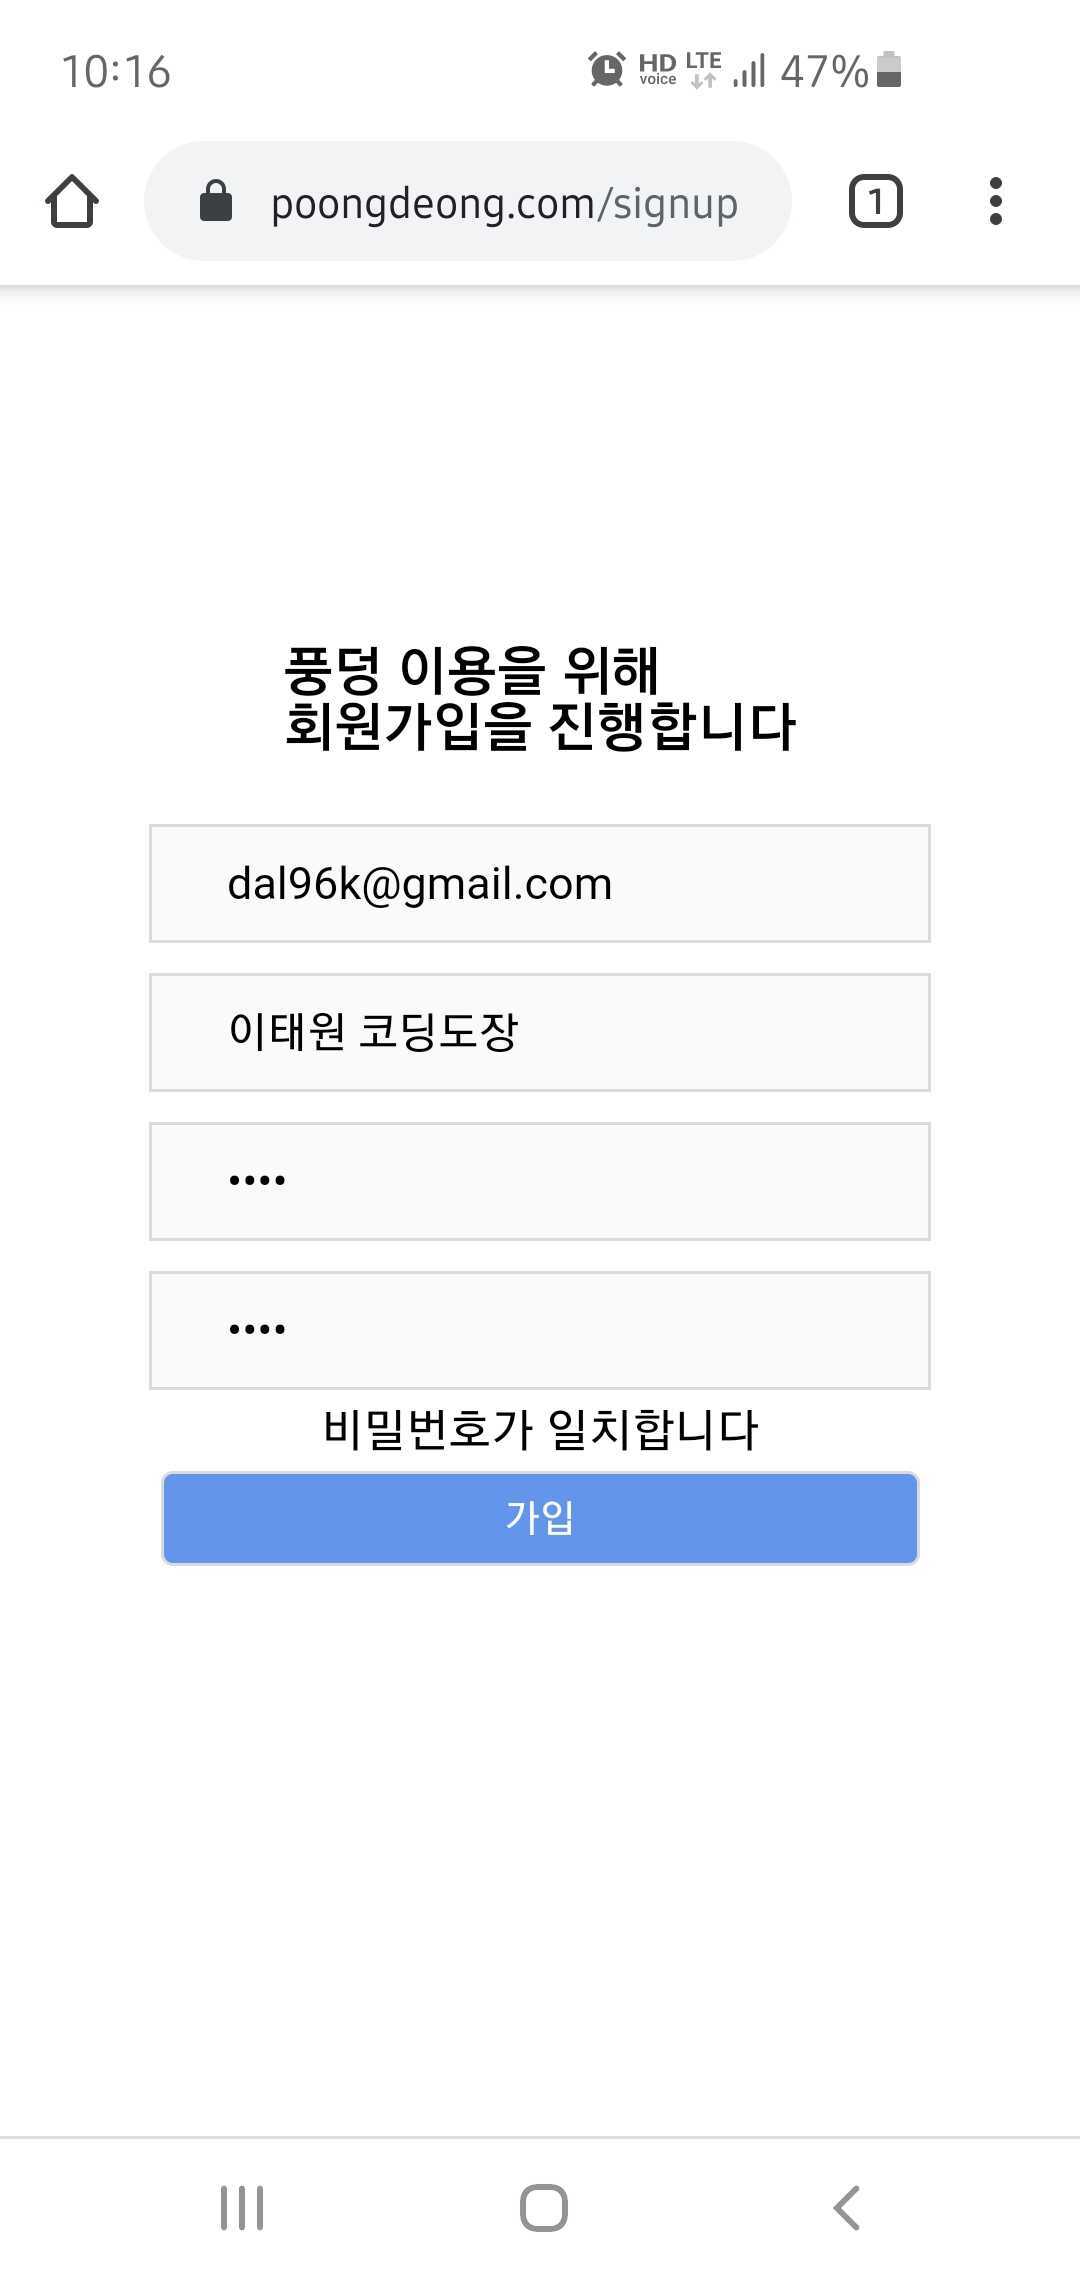 10:16
HD voice LTE 47%
poongdeong.com/signup
1
풍덩 이용을 위해
회원가입을 진행합니다
dal96k@gmail.com
이태원 코딩도장
••••
••••
비밀번호가 일치합니다
가입